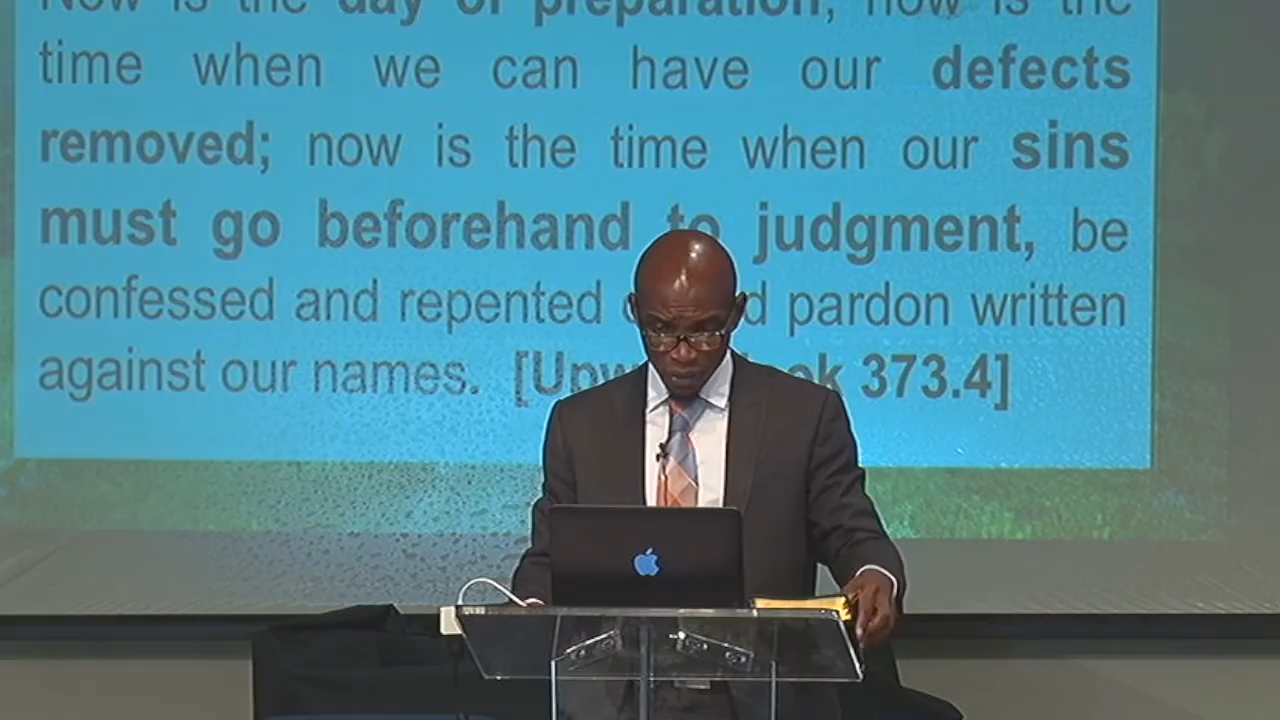 Now is the day of preparation; now is the
time when we can have our defects
removed; now is the time when our sins
must go beforehand to judgment, be
confessed and repented pardon written
against our names. 373.4]